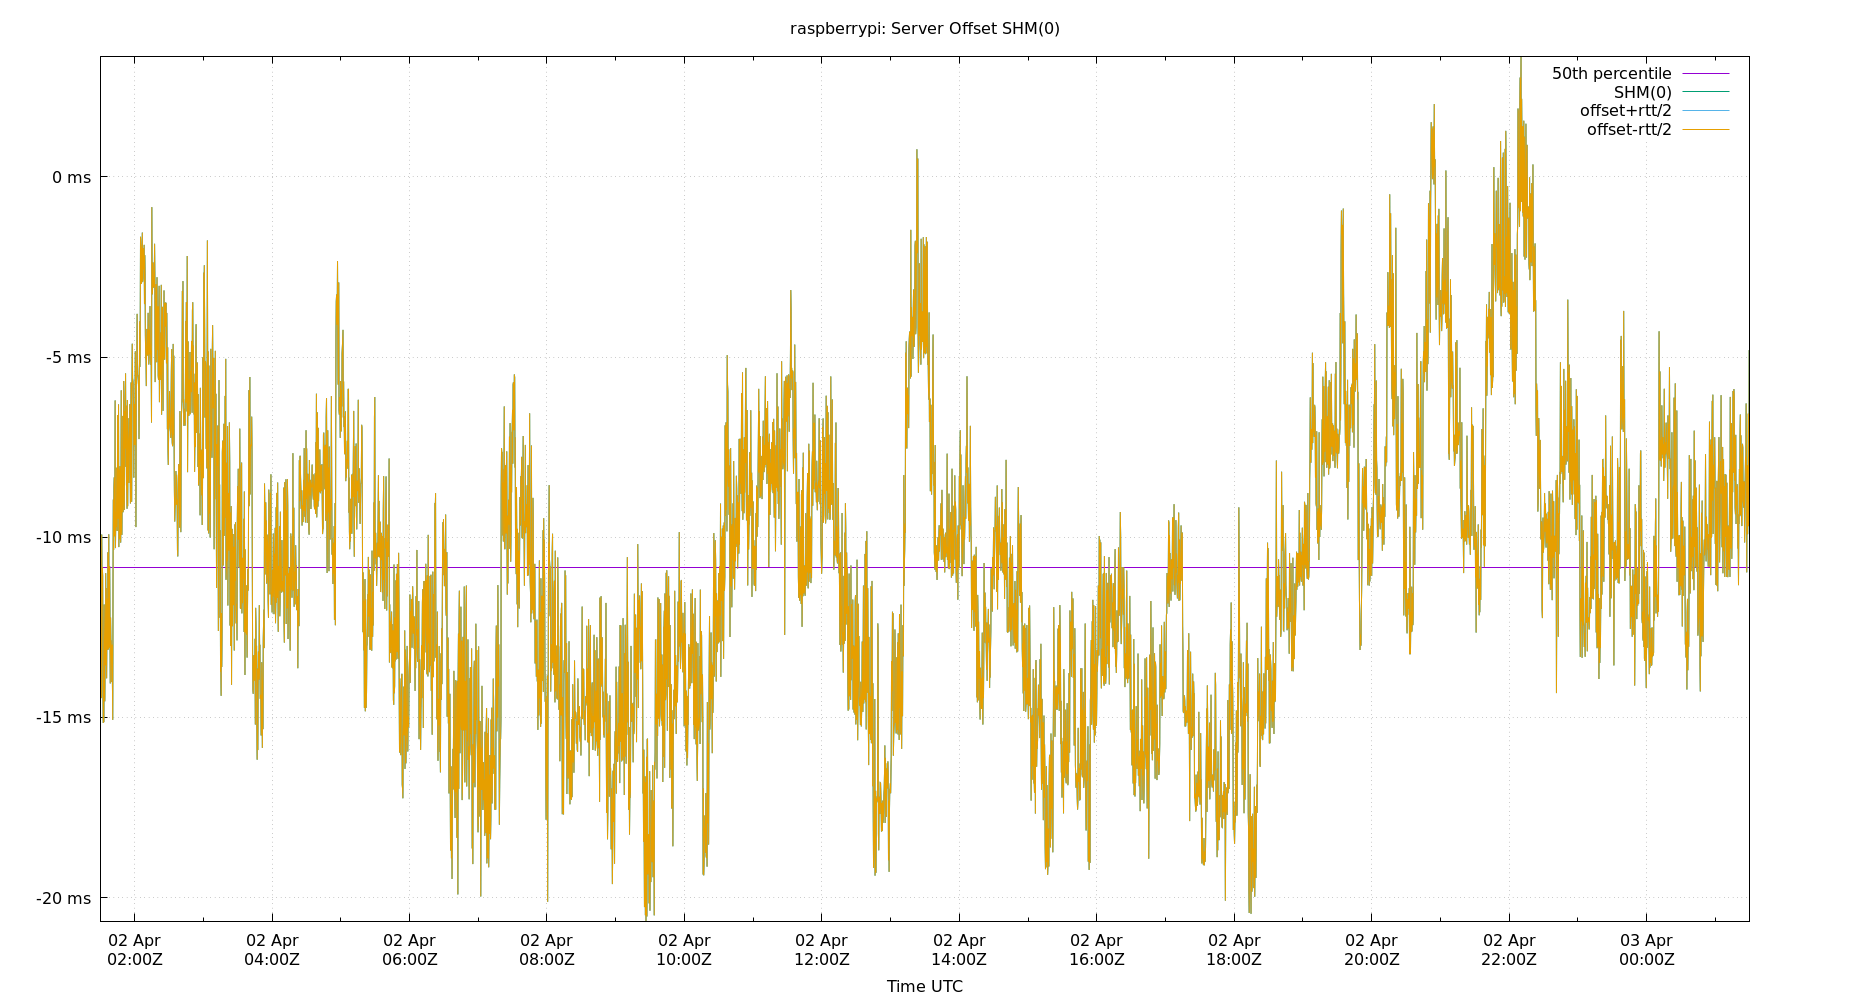 raspberrypi: Server Offset SHM(0)
50th percentile
SHM(0)
offset+rtt/2
offset-rtt/2
0 ms
-5 ms
-10 ms
-15 ms
-20 ms
02 Apr 02 Apr 02 Apr 02 Apr 02 Apr 02 Apr 02 Apr 02 Apr 02 Apr 02 Apr 02 Apr 03 Apr
02:00Z 04:00Z 06:00Z 08:00Z 10:00Z 12:00Z 14:00Z 16:00Z 18:00Z 20:00Z 22:00Z 00:00Z
Time UTC